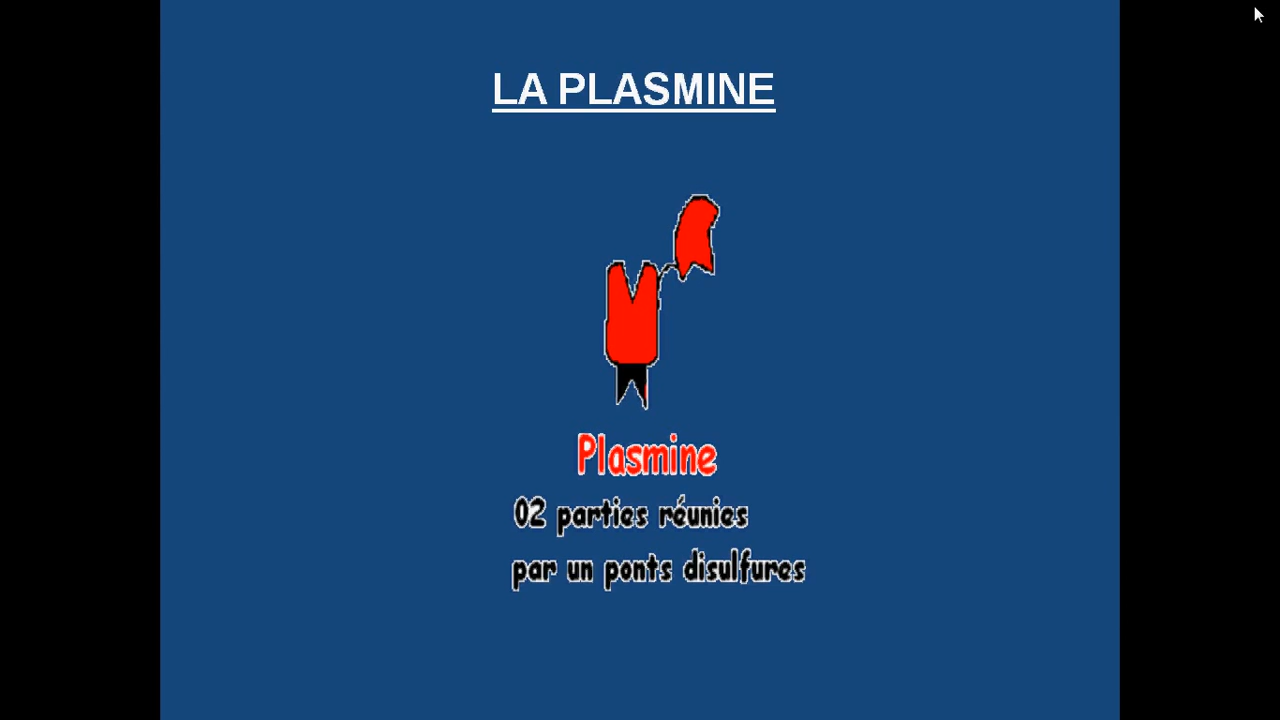 LA PLASMINE
Plasmine
02 parties réunies
par un ponts disulfures